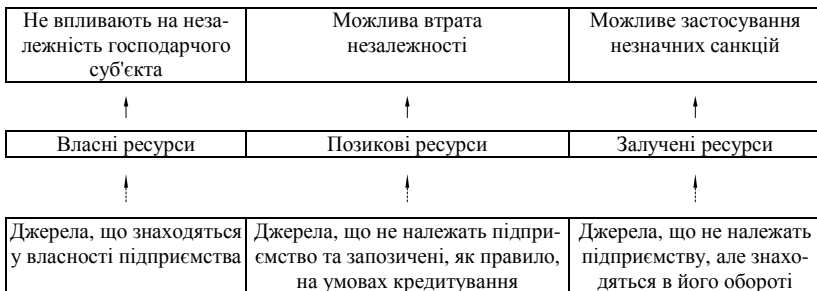 Не впливають на неза-
лежність господарчого
суб'єкта
Можлива втрата
незалежності
Можливе застосування
незначних санкцій
Власні ресурси
Позикові ресурси
Залучені ресурси
Джерела, що знаходяться
у власності підприємства
Джерела, що не належать підпри-
ємство та запозичені, як правило,
на умовах кредитування
Джерела, що не належать
підприємству, але знахо-
дяться в його обороті